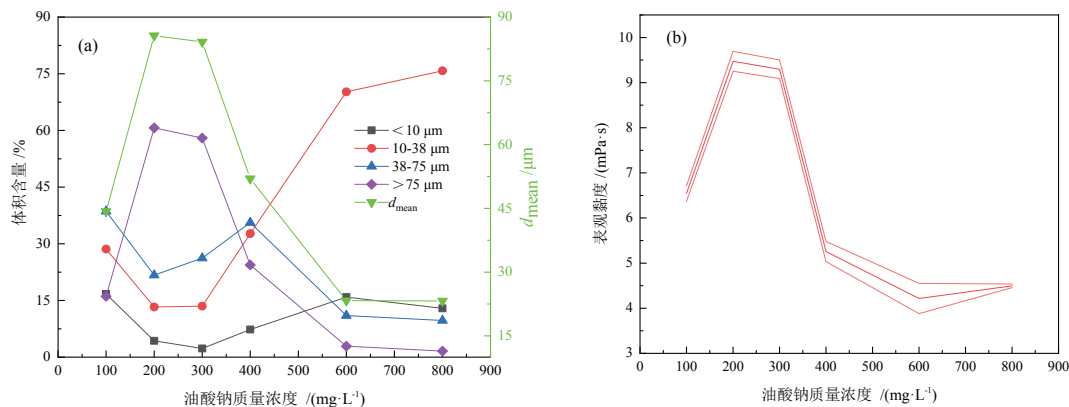 (a)
体积含量 /%
90
75
60
45
30
15
0
< 10 μm
10-38 μm
38-75 μm
> 75 μm
dmean
90
75
60
45
30
15
dmean /μm
0 100 200 300 400 500 600 700 800 900
油酸钠质量浓度 /(mg·L-1)
(b)
表观黏度 /(mPa·s)
10
9
8
7
6
5
4
3
0 100 200 300 400 500 600 700 800 900
油酸钠质量浓度 /(mg·L-1)